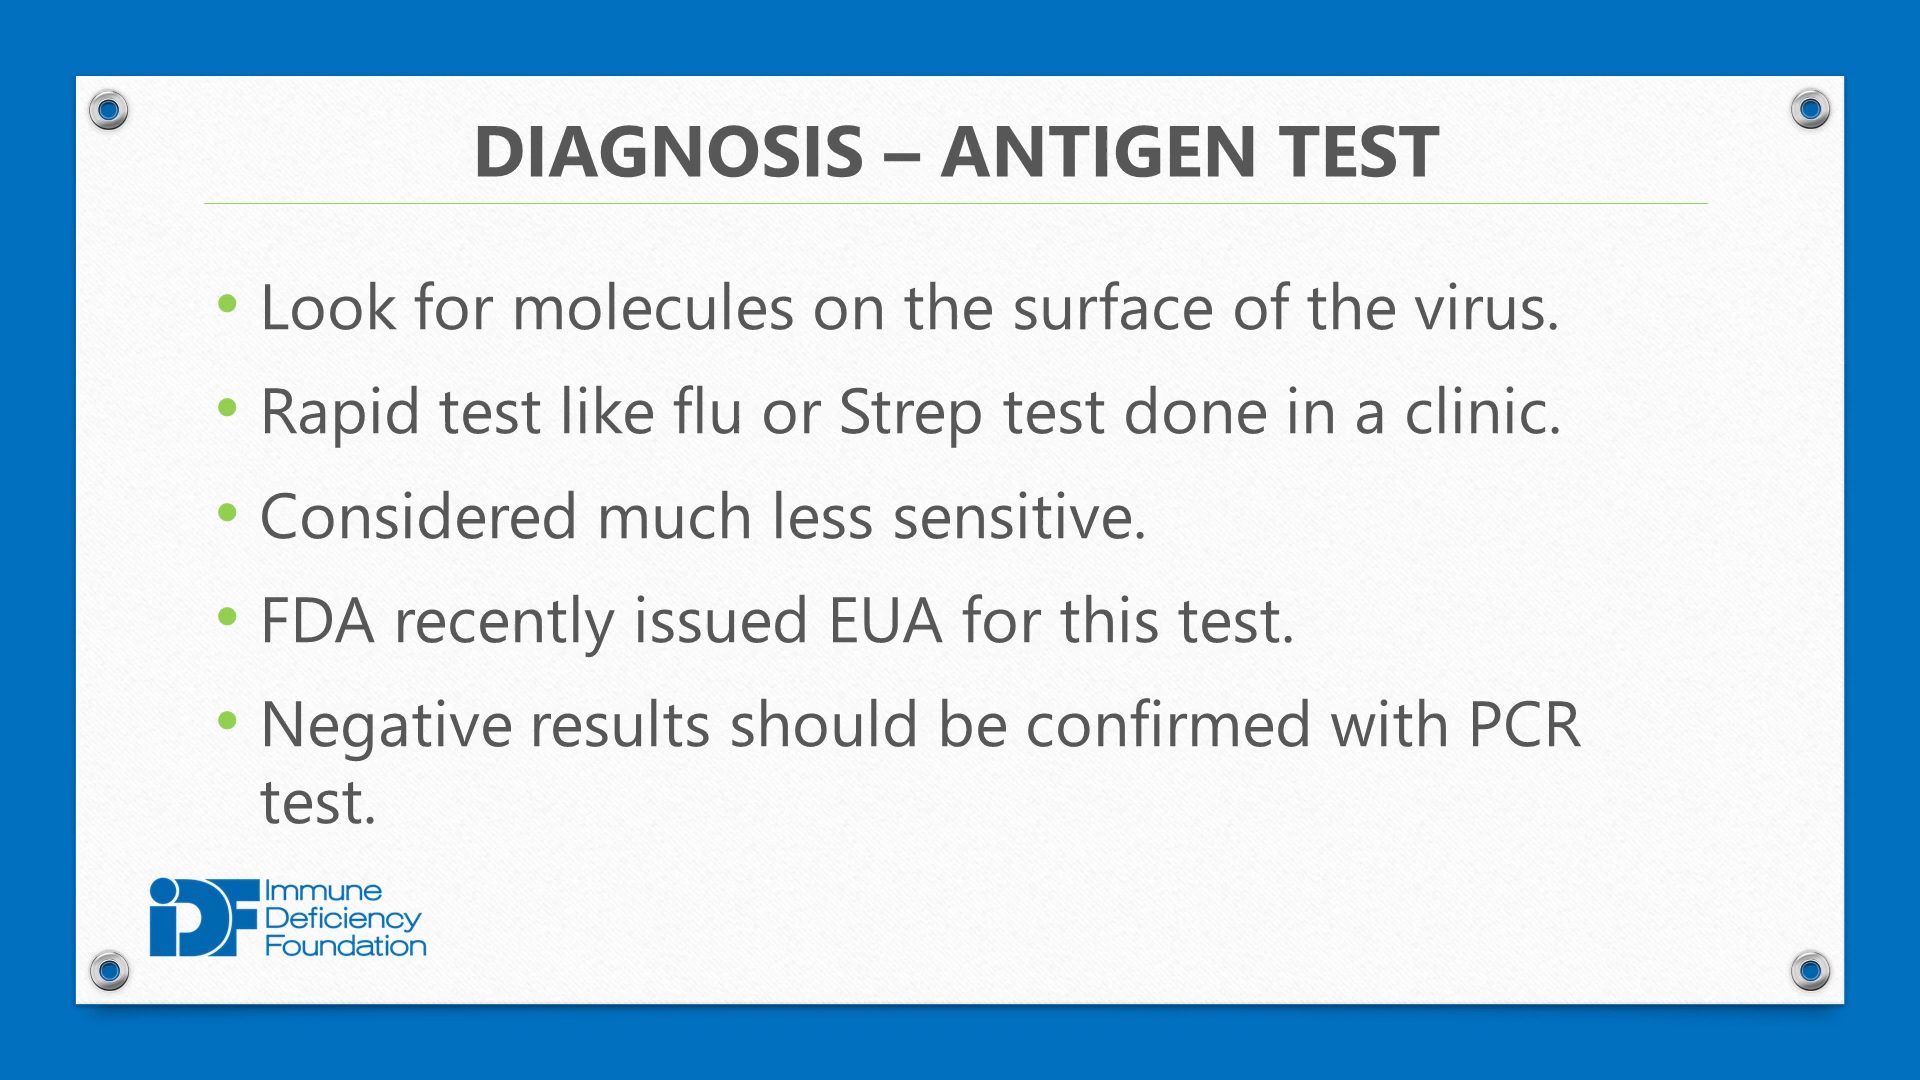 DIAGNOSIS – ANTIGEN TEST
• Look for molecules on the surface of the virus.
• Rapid test like flu or Strep test done in a clinic.
• Considered much less sensitive.
• FDA recently issued EUA for this test.
• Negative results should be confirmed with PCR
test.
iDF Immune
Deficiency
Foundation